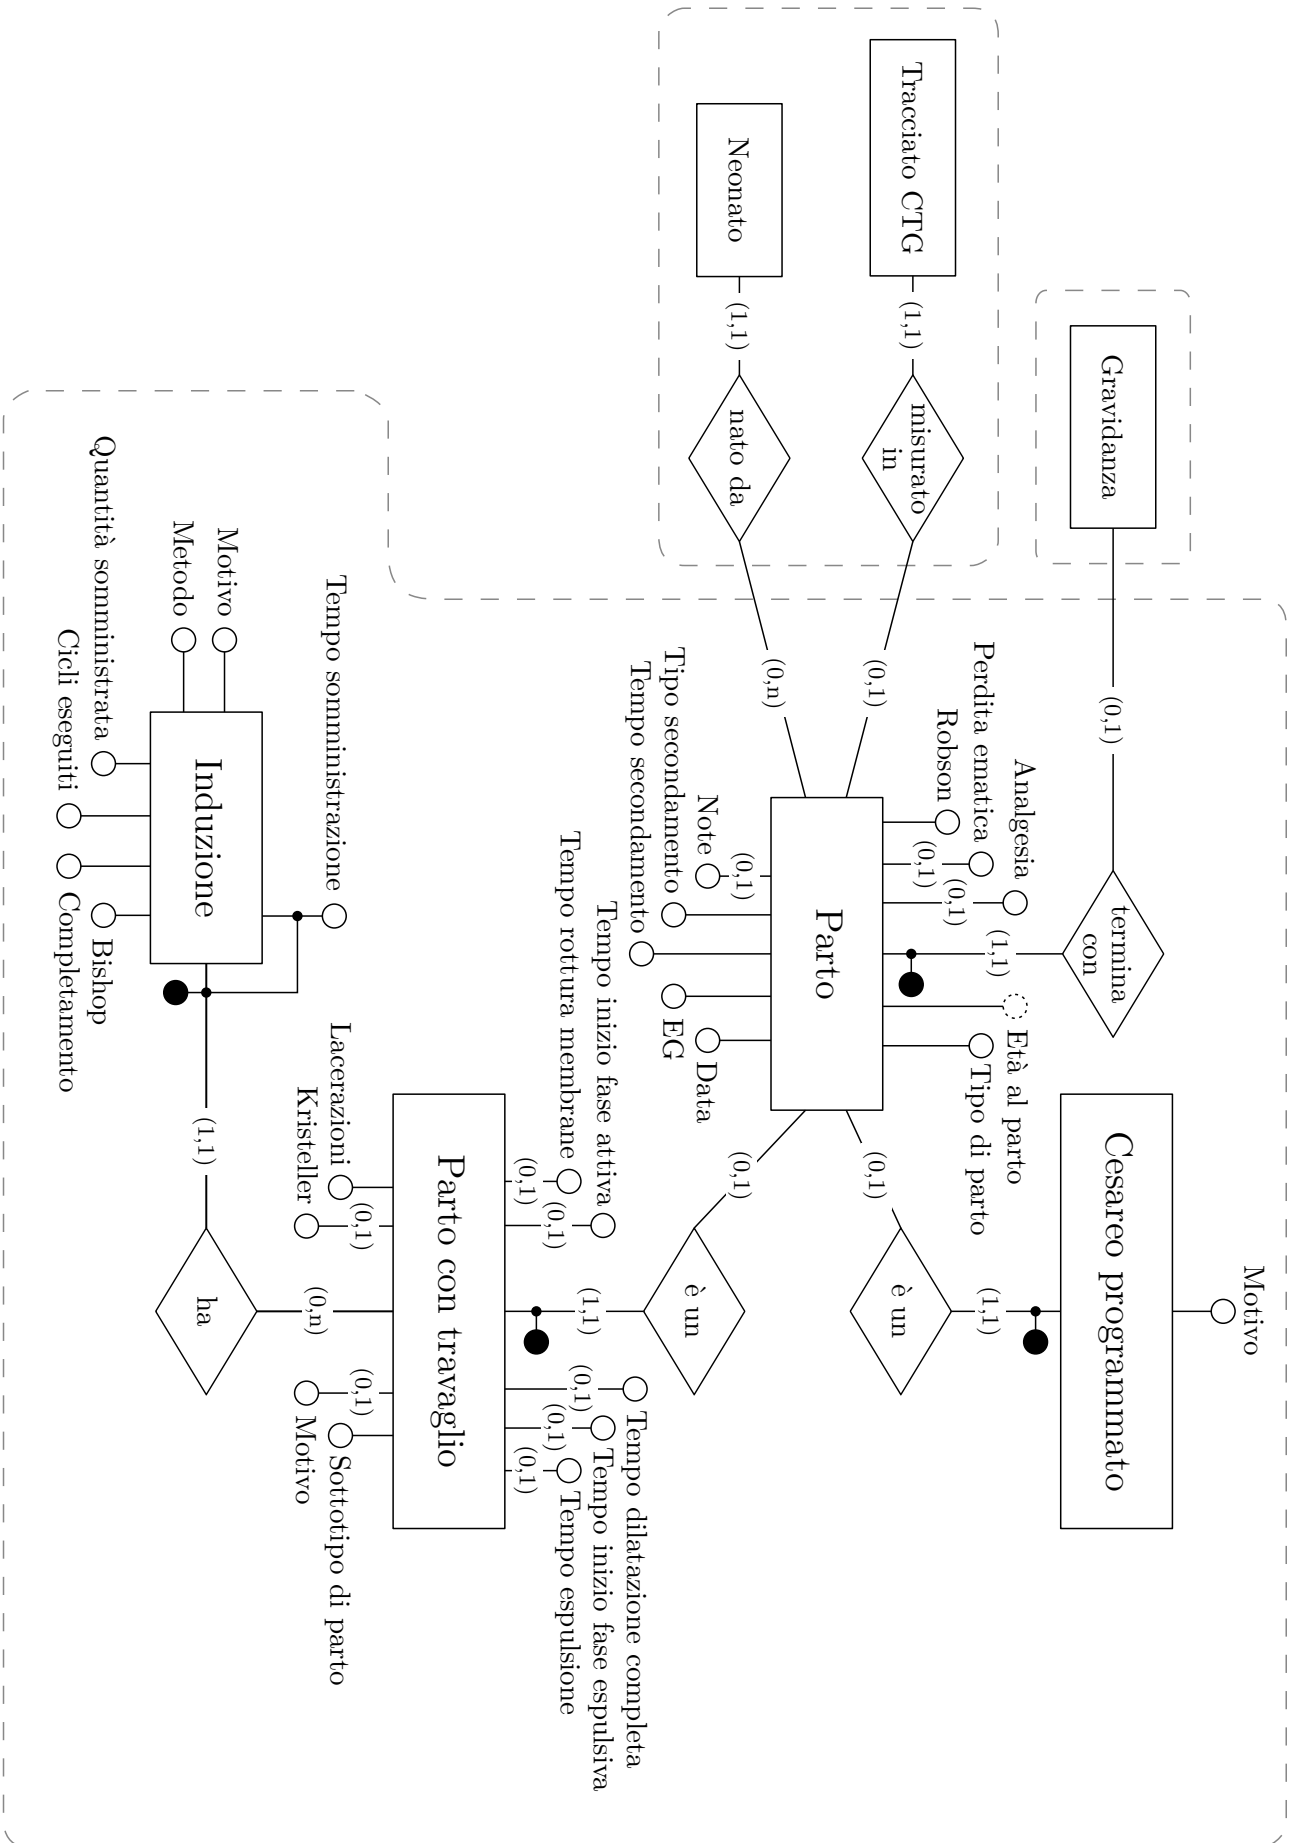 Motivo
Gravidanza
(0,1)
termina
con
Cesareo programmato
Analgesia
Età al parto
(1,1)
(1,1)
Perdita ematica
Tipo di parto
(0,1)
Robson
(0,1)
Tracciato CTG
(1,1)
misurato
in
(0,1)
(0,1)
è un
Parto
Neonato
(1,1)
nato da
(0,n)
(0,1)
(0,1)
Note
Data
è un
Tipo secondamento
EG
Tempo secondamento
Tempo dilatazione completa
Tempo inizio fase attiva
Tempo inizio fase espulsiva
Tempo rottura membrane
Tempo espulsione
(1,1)
(0,1)
(0,1)
(0,1)
(0,1)
(0,1)
Parto con travaglio
(0,1)
(0,1)
Tempo somministrazione
Lacerazioni
Sottotipo di parto
Kristeller
Motivo
(0,n)
Motivo
Metodo
Induzione
(1,1)
ha
Quantità somministrata
Bishop
Cicli eseguiti
Completamento